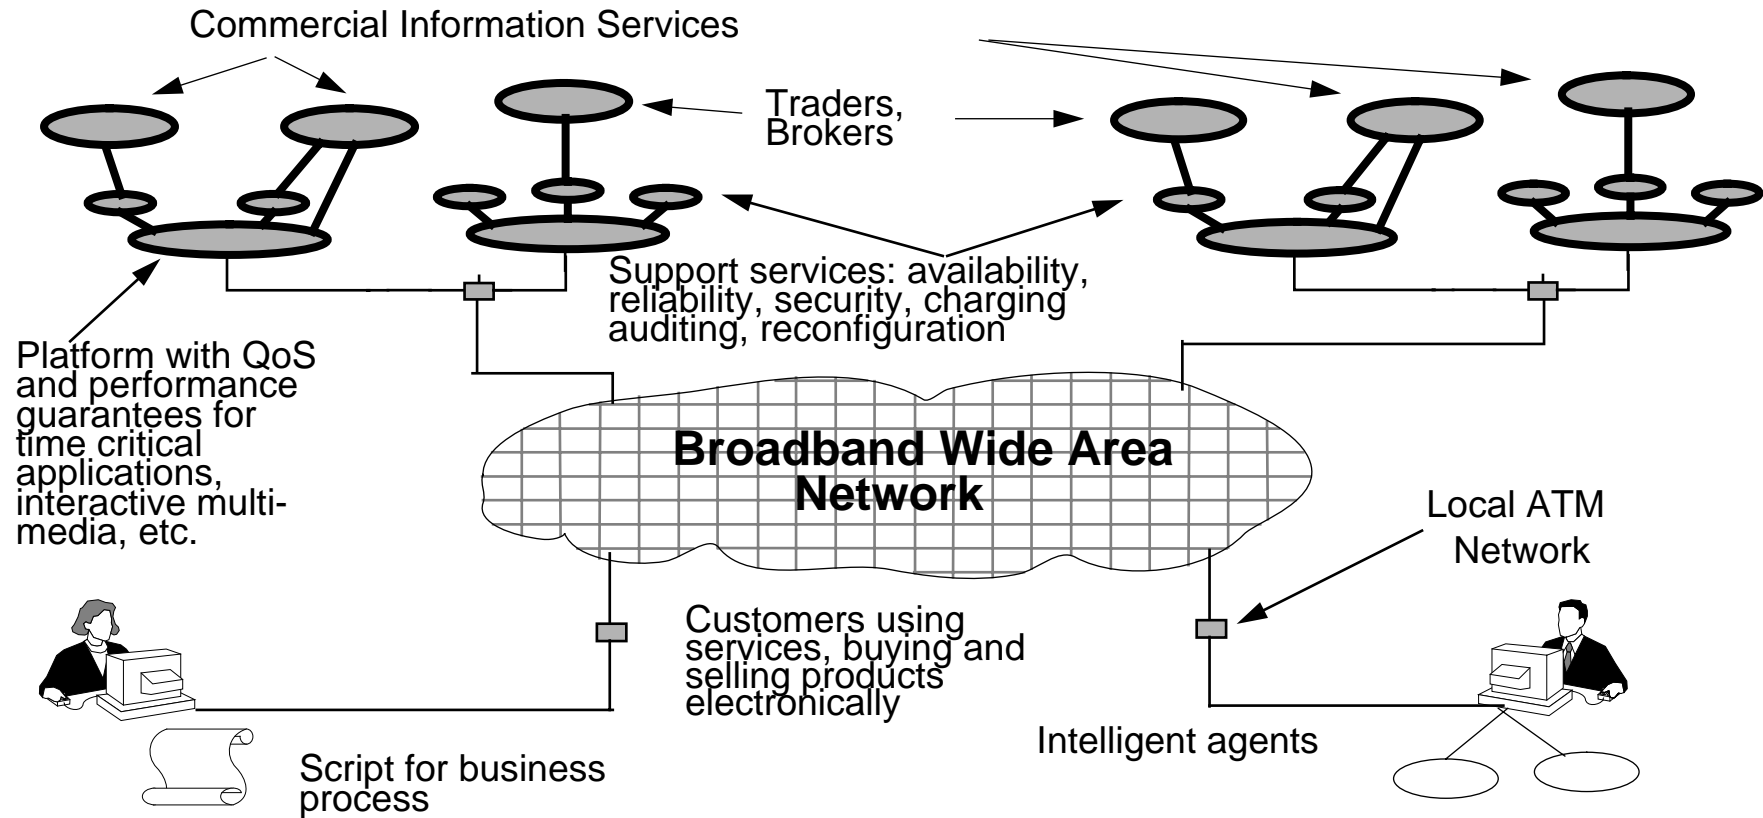 Commercial Information Services
Traders,
Brokers
Support services: availability,
reliability, security, charging
auditing, reconfiguration
Platform with QoS
and performance
guarantees for
time critical
applications,
interactive multi-
media, etc.
Broadband Wide Area
Network
Local ATM
Network
Customers using
services, buying and
selling products
electronically
Intelligent agents
Script for business
process